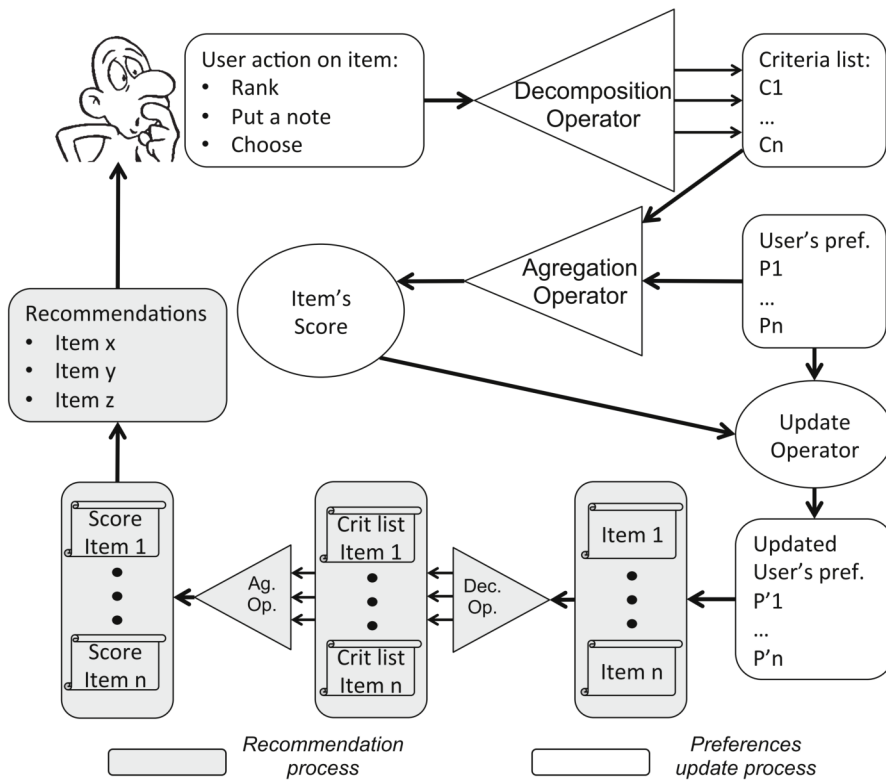 User action on item:
• Rank
• Put a note
• Choose
Decomposition
Operator
Criteria list:
C1
...
Cn
User's pref.
P1
...
Pn
Agregation
Operator
Item's
Score
Recommendations
• Item x
• Item y
• Item z
Update
Operator
Score
Item 1
Score
Item n
Ag.
Op.
Crit list
Item 1
Crit list
Item n
Dec.
Op.
Item 1
Item n
Updated
User's pref.
P'1
...
P'n
Recommendation
process
Preferences
update process